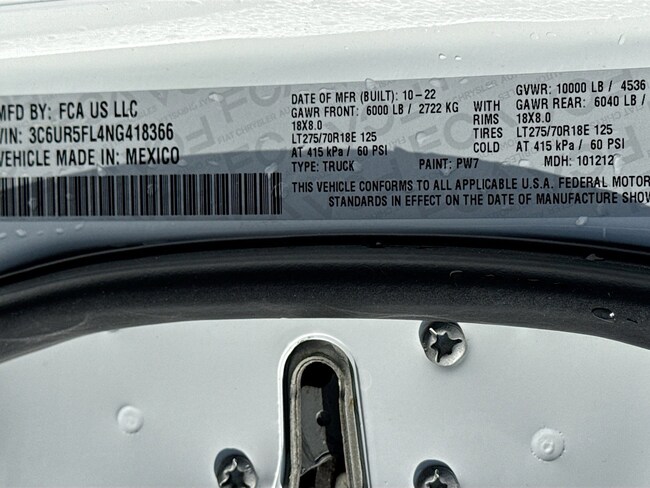 MFD BY: FCA US LLC
VIN: 3C6UR5FL4NG418366
VEHICLE MADE IN: MEXICO
DATE OF MFR (BUILT): 10-22 GVWR: 10000 LB / 4536
GAWR FRONT: 6000 LB / 2722 KG WITH GAWR REAR: 6040 LB /
18X8.0 RIMS 18X8.0
LT275/70R18E 125 TIRES LT275/70R18E 125
AT 415 kPa / 60 PSI COLD AT 415 kPa / 60 PSI
TYPE: TRUCK PAINT: PW7 MDH: 101212
THIS VEHICLE CONFORMS TO ALL APPLICABLE U.S.A. FEDERAL MOTOR
STANDARDS IN EFFECT ON THE DATE OF MANUFACTURE SHOW